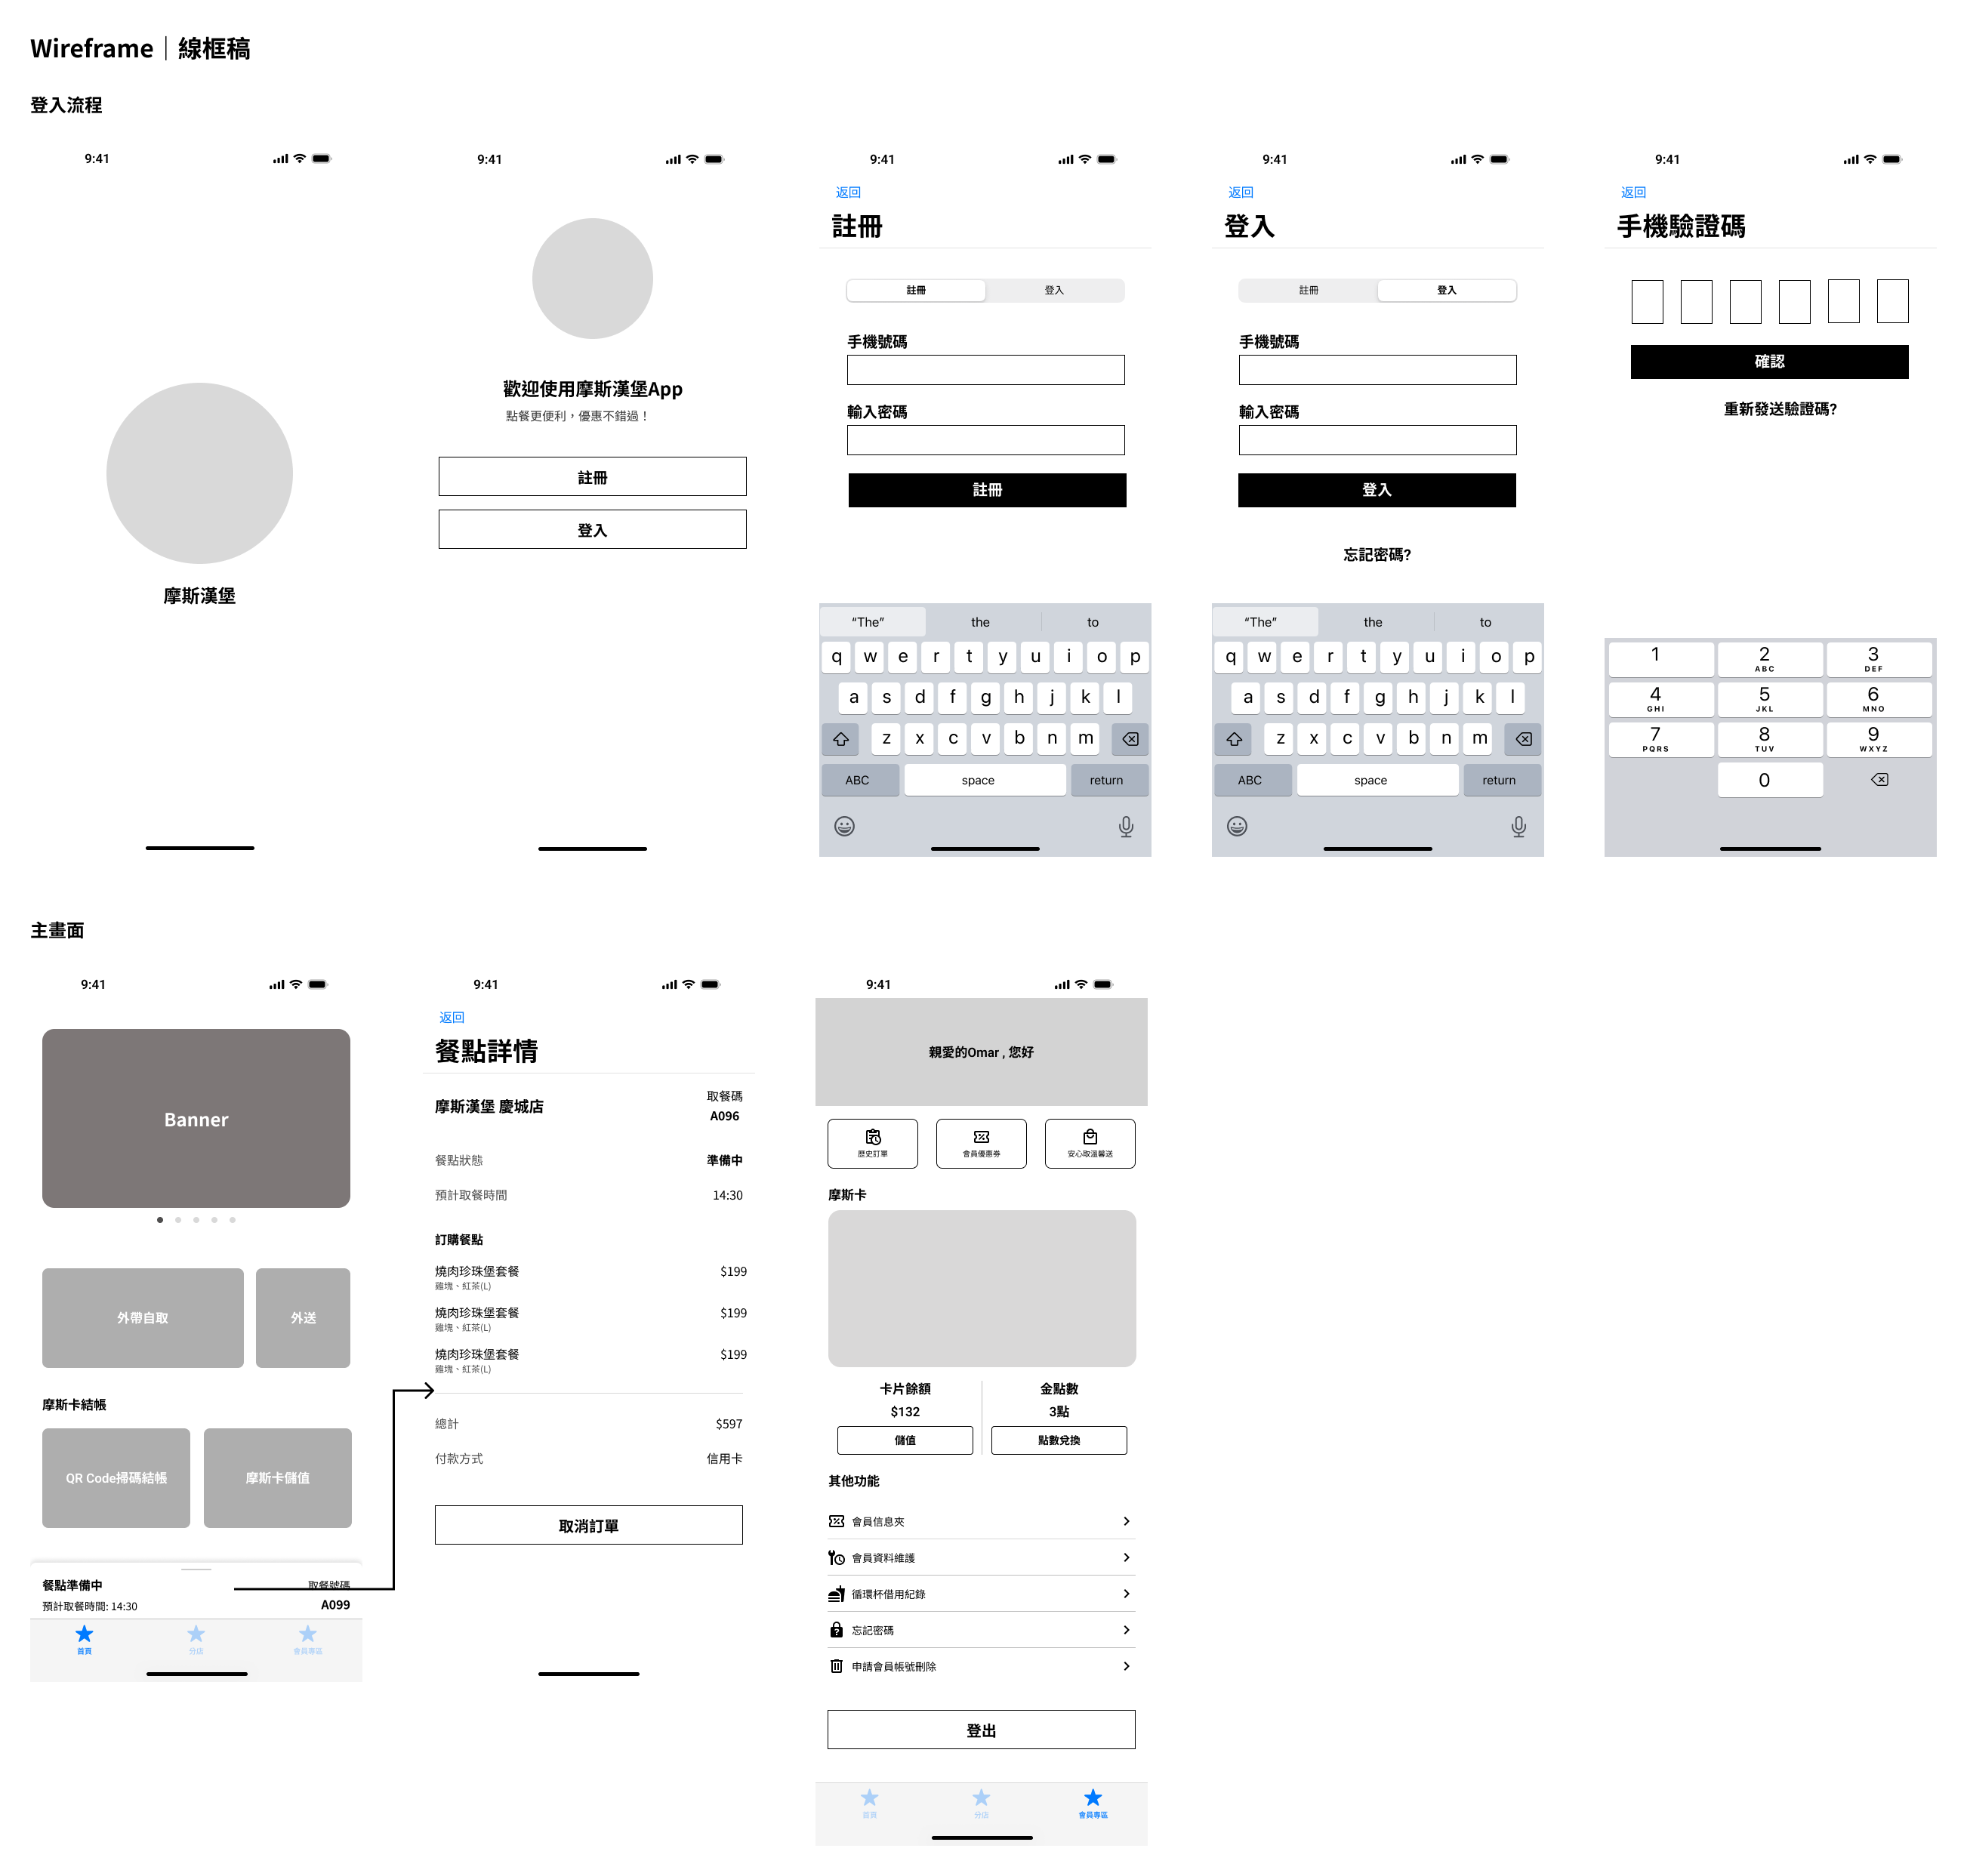 Wireframe｜線框稿
登入流程
9:41
摩斯漢堡
9:41
歡迎使用摩斯漢堡App
點餐更便利，優惠不錯過！
註冊
登入
9:41
返回
註冊
註冊 登入
手機號碼
輸入密碼
註冊
“The” the to
q w e r t y u i o p
a s d f g h j k l
z x c v b n m
ABC space return
9:41
返回
登入
註冊 登入
手機號碼
輸入密碼
登入
忘記密碼?
“The” the to
q w e r t y u i o p
a s d f g h j k l
z x c v b n m
ABC space return
9:41
返回
手機驗證碼
確認
重新發送驗證碼?
1 2 3
ABC DEF
4 5 6
GHI JKL MNO
7 8 9
PQRS TUV WXYZ
0
主畫面
9:41
Banner
外帶自取 外送
摩斯卡結帳
QR Code掃碼結帳 摩斯卡儲值
餐點準備中 取餐號碼
預計取餐時間: 14:30 A099
首頁 分店 會員專區
9:41
返回
餐點詳情
摩斯漢堡 慶城店
取餐碼
A096
餐點狀態 準備中
預計取餐時間 14:30
訂購餐點
燒肉珍珠堡套餐 $199
雞塊、紅茶(L)
燒肉珍珠堡套餐 $199
雞塊、紅茶(L)
燒肉珍珠堡套餐 $199
雞塊、紅茶(L)
總計 $597
付款方式 信用卡
取消訂單
9:41
親愛的Omar , 您好
歷史訂單 會員優惠券 安心取溫馨送
摩斯卡
卡片餘額 金點數
$132 3點
儲值 點數兌換
其他功能
會員信息夾
會員資料維護
循環杯借用紀錄
忘記密碼
申請會員帳號刪除
登出
首頁 分店 會員專區